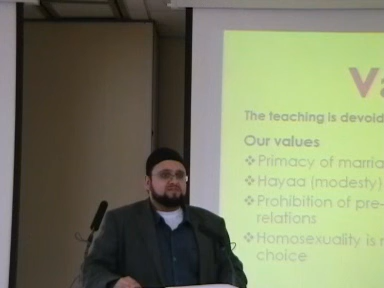 Va
The teaching is devoid
Our values
❖Primacy of marria
❖Hayaa (modesty)
❖Prohibition of pre-
relations
❖Homosexuality is
choice